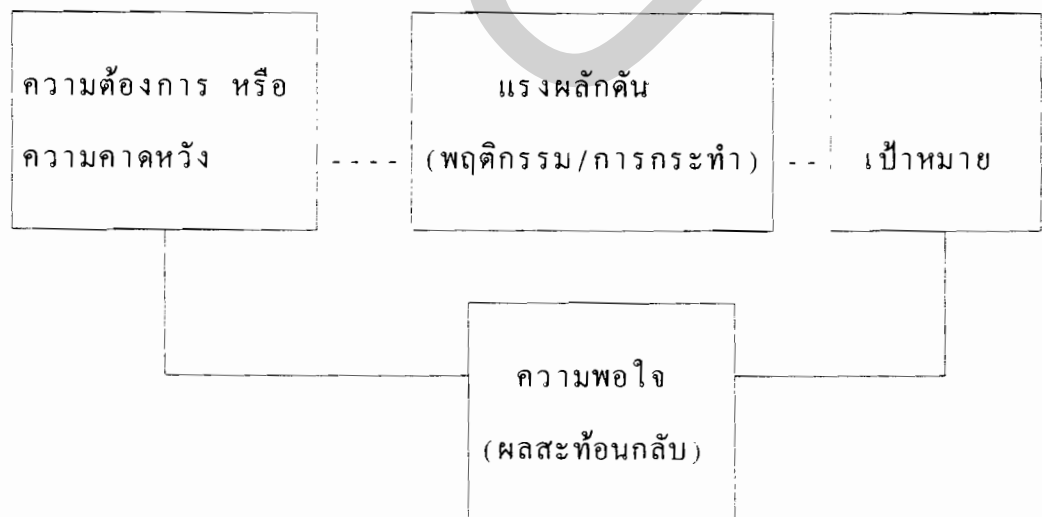 ความต้องการ หรือ
ความคาดหวัง
แรงผลักดัน
(พฤติกรรม/การกระทำ)
เป้าหมาย
ความพอใจ
(ผลสะท้อนกลับ)